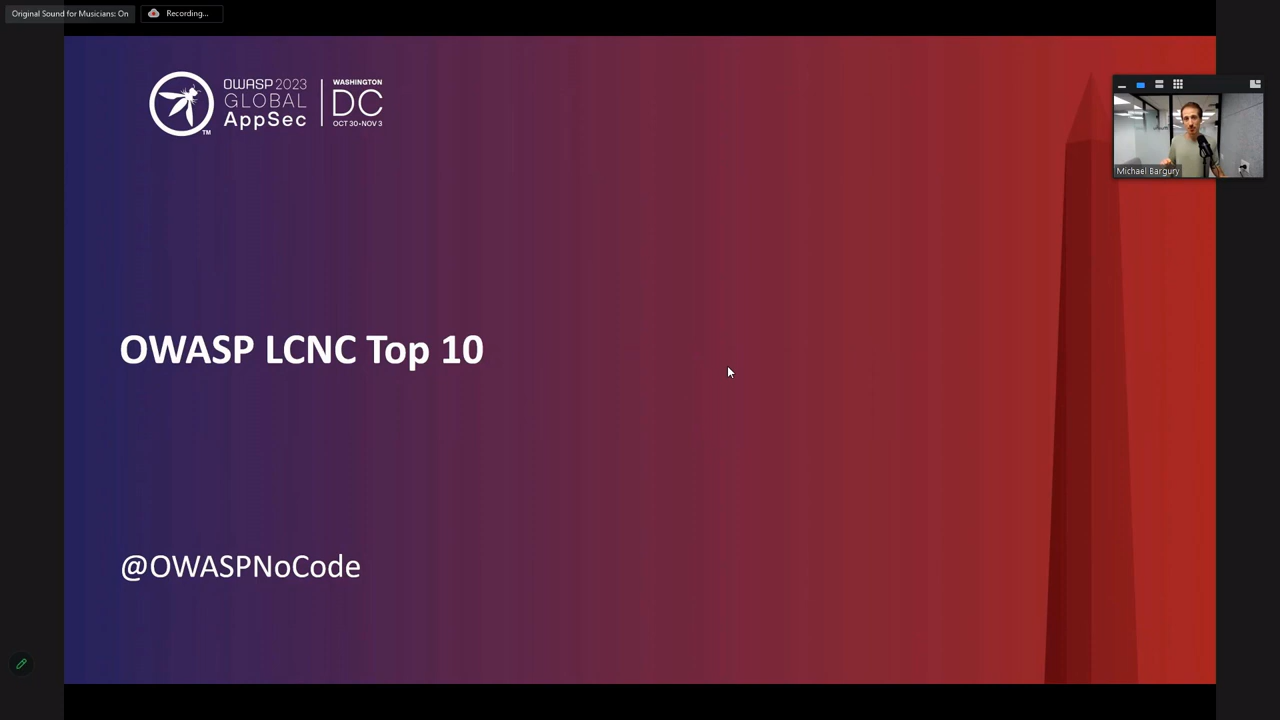 Original Sound for Musicians: On
Recording...
OWASP 2023
GLOBAL
AppSec
TM
WASHINGTON
DC
OCT 30-NOV 3
Michael Bargury
OWASP LCNC Top 10
@OWASPNoCode